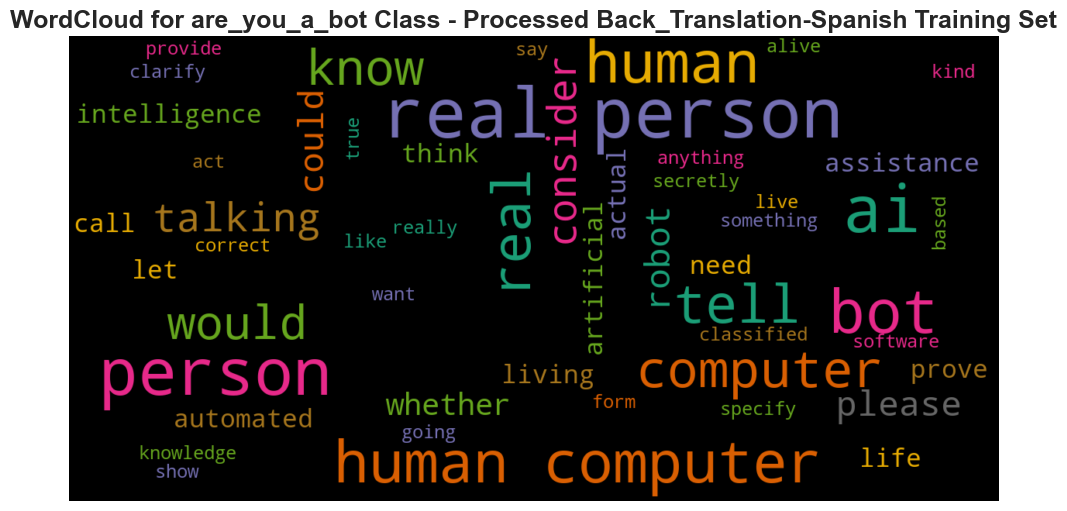 WordCloud for are_you_a_bot Class - Processed Back_Translation-Spanish Training Set
provide
say
alive
clarify
know
human
kind
intelligence
could
true
real person
consider
think
act
anything
assistance
secretly
actual
call
talking
correct
like
really
real
live
something
ai
based
let
want
artificial
robot
need
tell
bot
would
classified
software
person
living
computer
prove
automated
whether
going
form
specify
please
knowledge
show
human computer
life